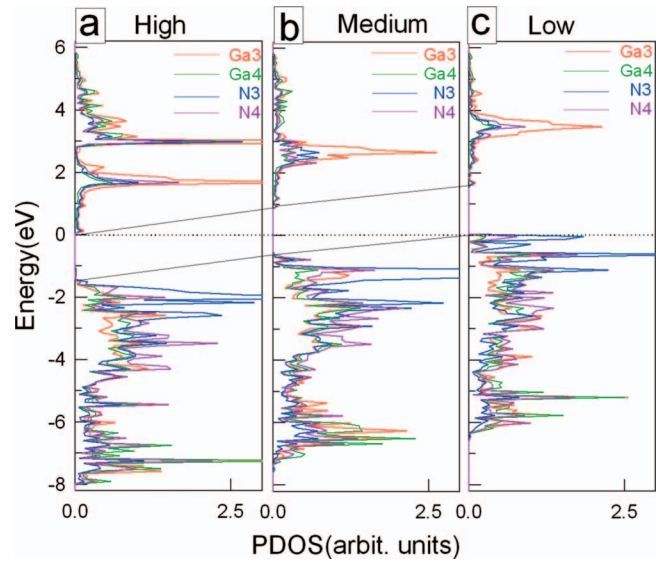 a High
b Medium
c Low
Ga3
Ga4
N3
N4
Ga3
Ga4
N3
N4
Ga3
Ga4
N3
N4
6
4
2
0
-2
-4
-6
-8
Energy(eV)
0.0 2.5 0.0 2.5 0.0 2.5
PDOS(arbit. units)